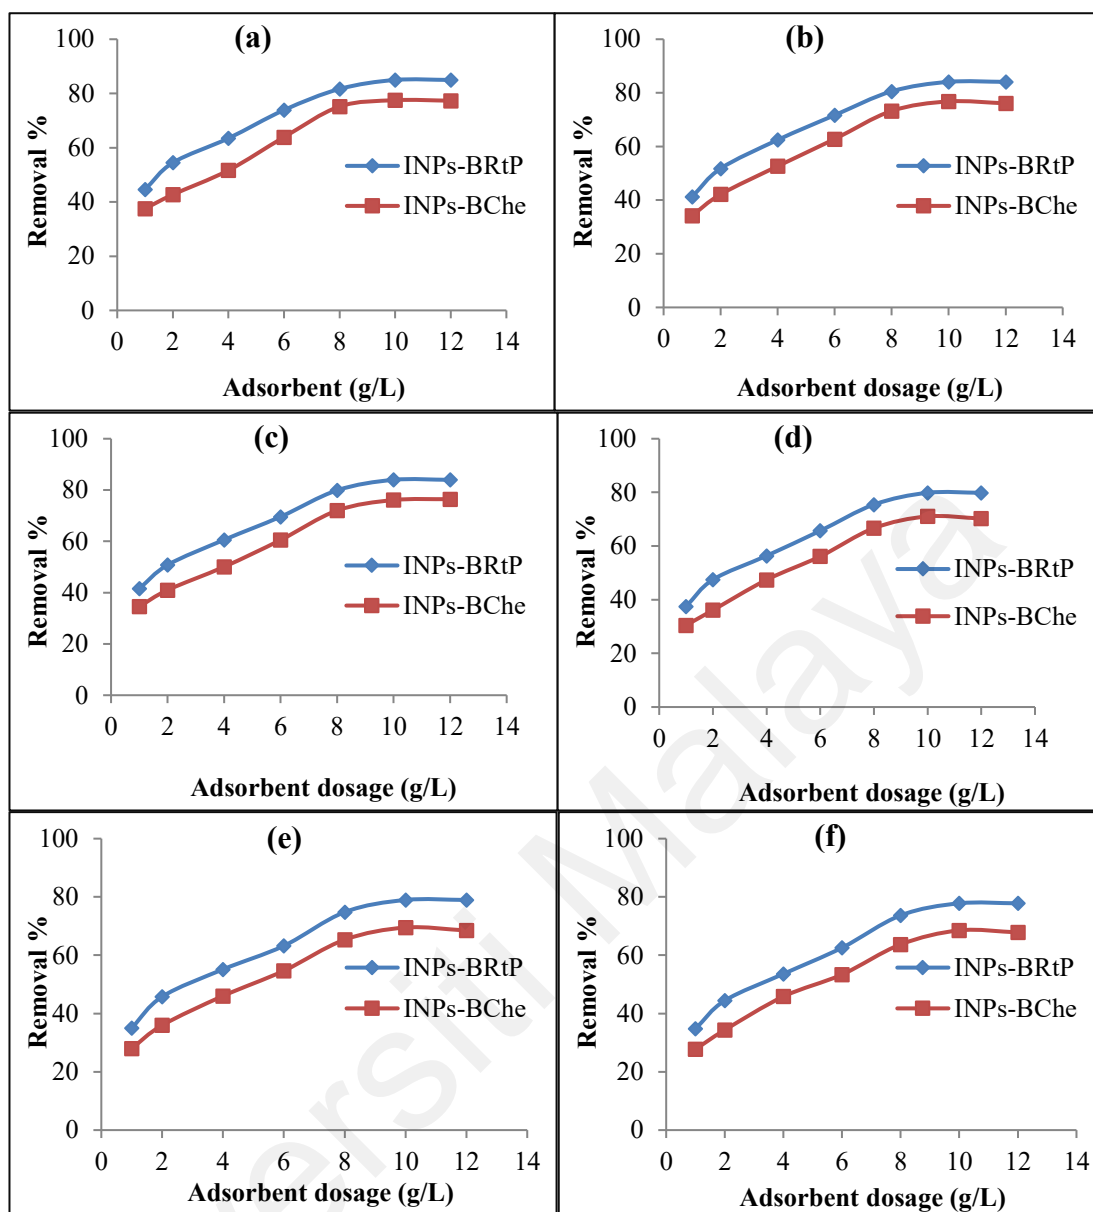 (a)
100
80
60
40
20
0
Removal %
INPs-BRtP
INPs-BChe
0 2 4 6 8 10 12 14
Adsorbent (g/L)
(b)
100
80
60
40
20
0
Removal %
INPs-BRtP
INPs-BChe
0 2 4 6 8 10 12 14
Adsorbent dosage (g/L)
(c)
100
80
60
40
20
0
Removal %
INPs-BRtP
INPs-BChe
0 2 4 6 8 10 12 14
Adsorbent dosage (g/L)
(d)
100
80
60
40
20
0
Removal %
INPs-BRtP
INPs-BChe
0 2 4 6 8 10 12 14
Adsorbent dosage (g/L)
(e)
100
80
60
40
20
0
Removal %
INPs-BRtP
INPs-BChe
0 2 4 6 8 10 12 14
Adsorbent dosage (g/L)
(f)
100
80
60
40
20
0
Removal %
INPs-BRtP
INPs-BChe
0 2 4 6 8 10 12 14
Adsorbent dosage (g/L)
ersiti Malaya